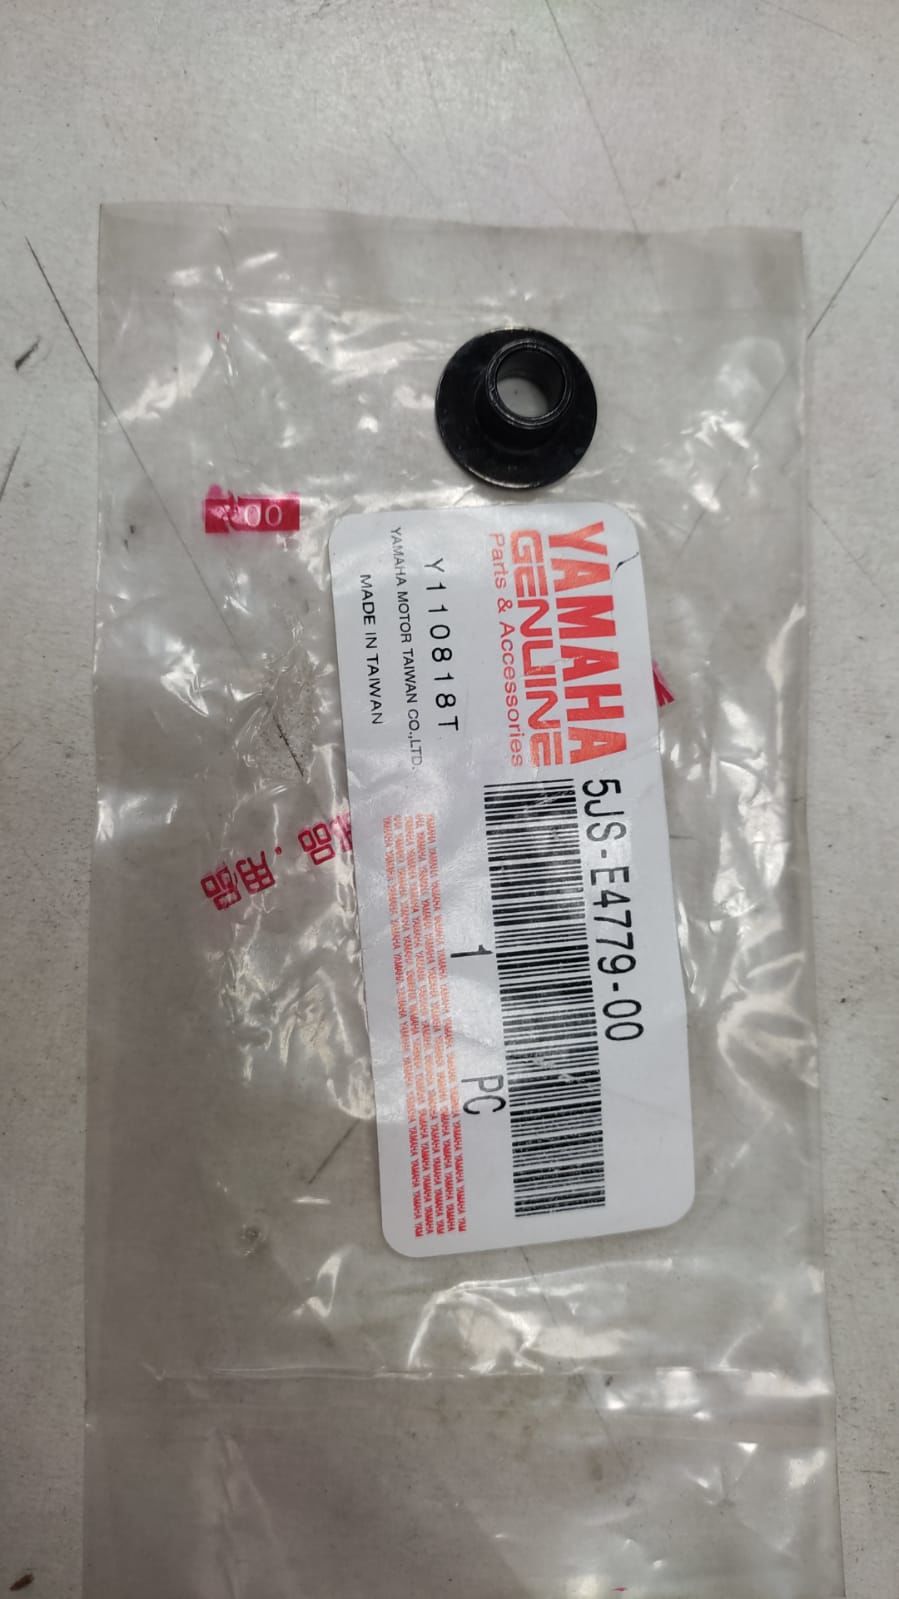 YAMAHA
GENUINE
Parts & Accessories
5JS-E4779-00
1 PC
Y110818T
YAMAHA MOTOR TAIWAN CO.,LTD.
MADE IN TAIWAN